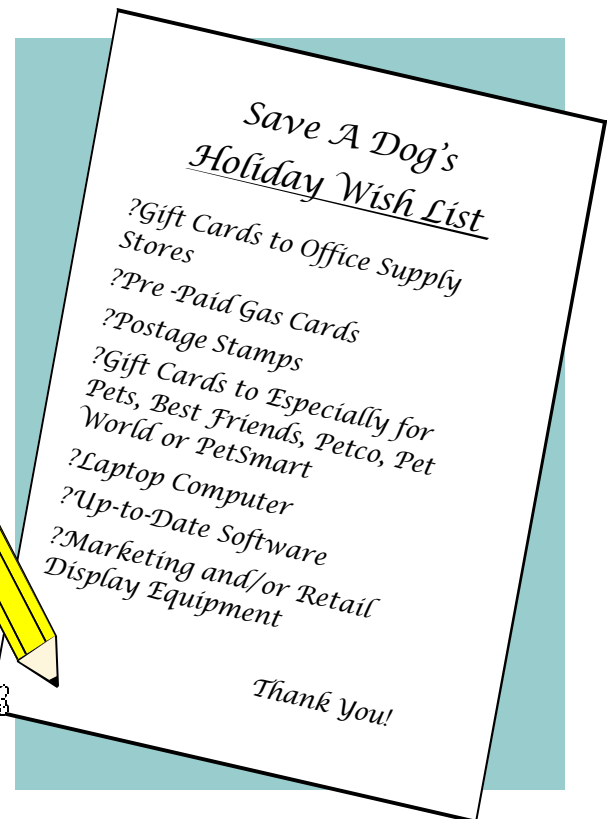 Save A Dog's
Holiday Wish List
?Gift Cards to Office Supply
Stores
?Pre -Paid Gas Cards
?Postage Stamps
?Gift Cards to Especially for
Pets, Best Friends, Petco, Pet
World or PetSmart
?Laptop Computer
?Up-to-Date Software
?Marketing and/or Retail
Display Equipment
Thank You!